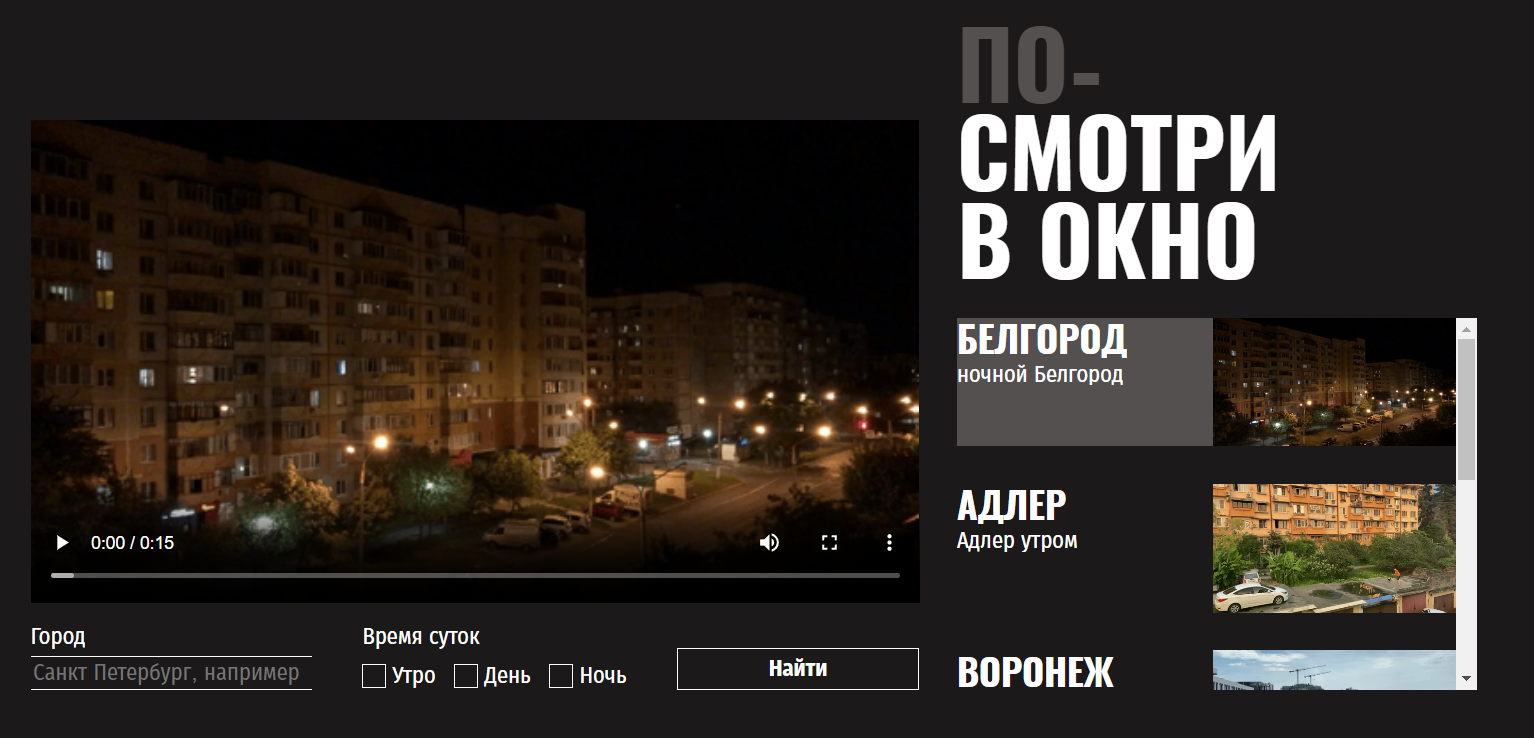 ПО-
СМОТРИ
В ОКНО
0:00 / 0:15
Город
Санкт Петербург, например
Время суток
Утро
День
Ночь
Найти
БЕЛГОРОД
ночной Белгород
АДЛЕР
Адлер утром
ВОРОНЕЖ